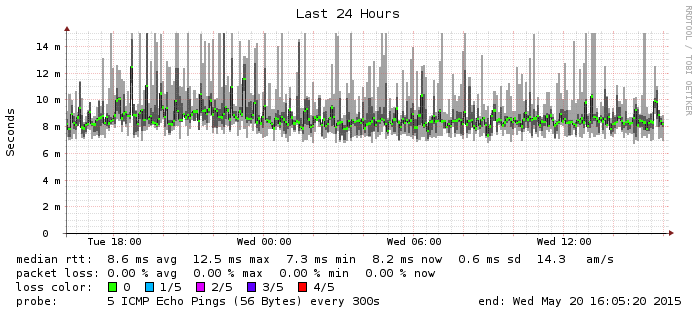 Last 24 Hours
RRDTOOL / TOBI OETIKER
Seconds
14 m
12 m
10 m
8 m
6 m
4 m
2 m
0
Tue 18:00 Wed 00:00 Wed 06:00 Wed 12:00
median rtt: 8.6 ms avg 12.5 ms max 7.3 ms min 8.2 ms now 0.6 ms sd 14.3 am/s
packet loss: 0.00 % avg 0.00 % max 0.00 % min 0.00 % now
loss color: 0 1/5 2/5 3/5 4/5
probe: 5 ICMP Echo Pings (56 Bytes) every 300s end: Wed May 20 16:05:20 2015